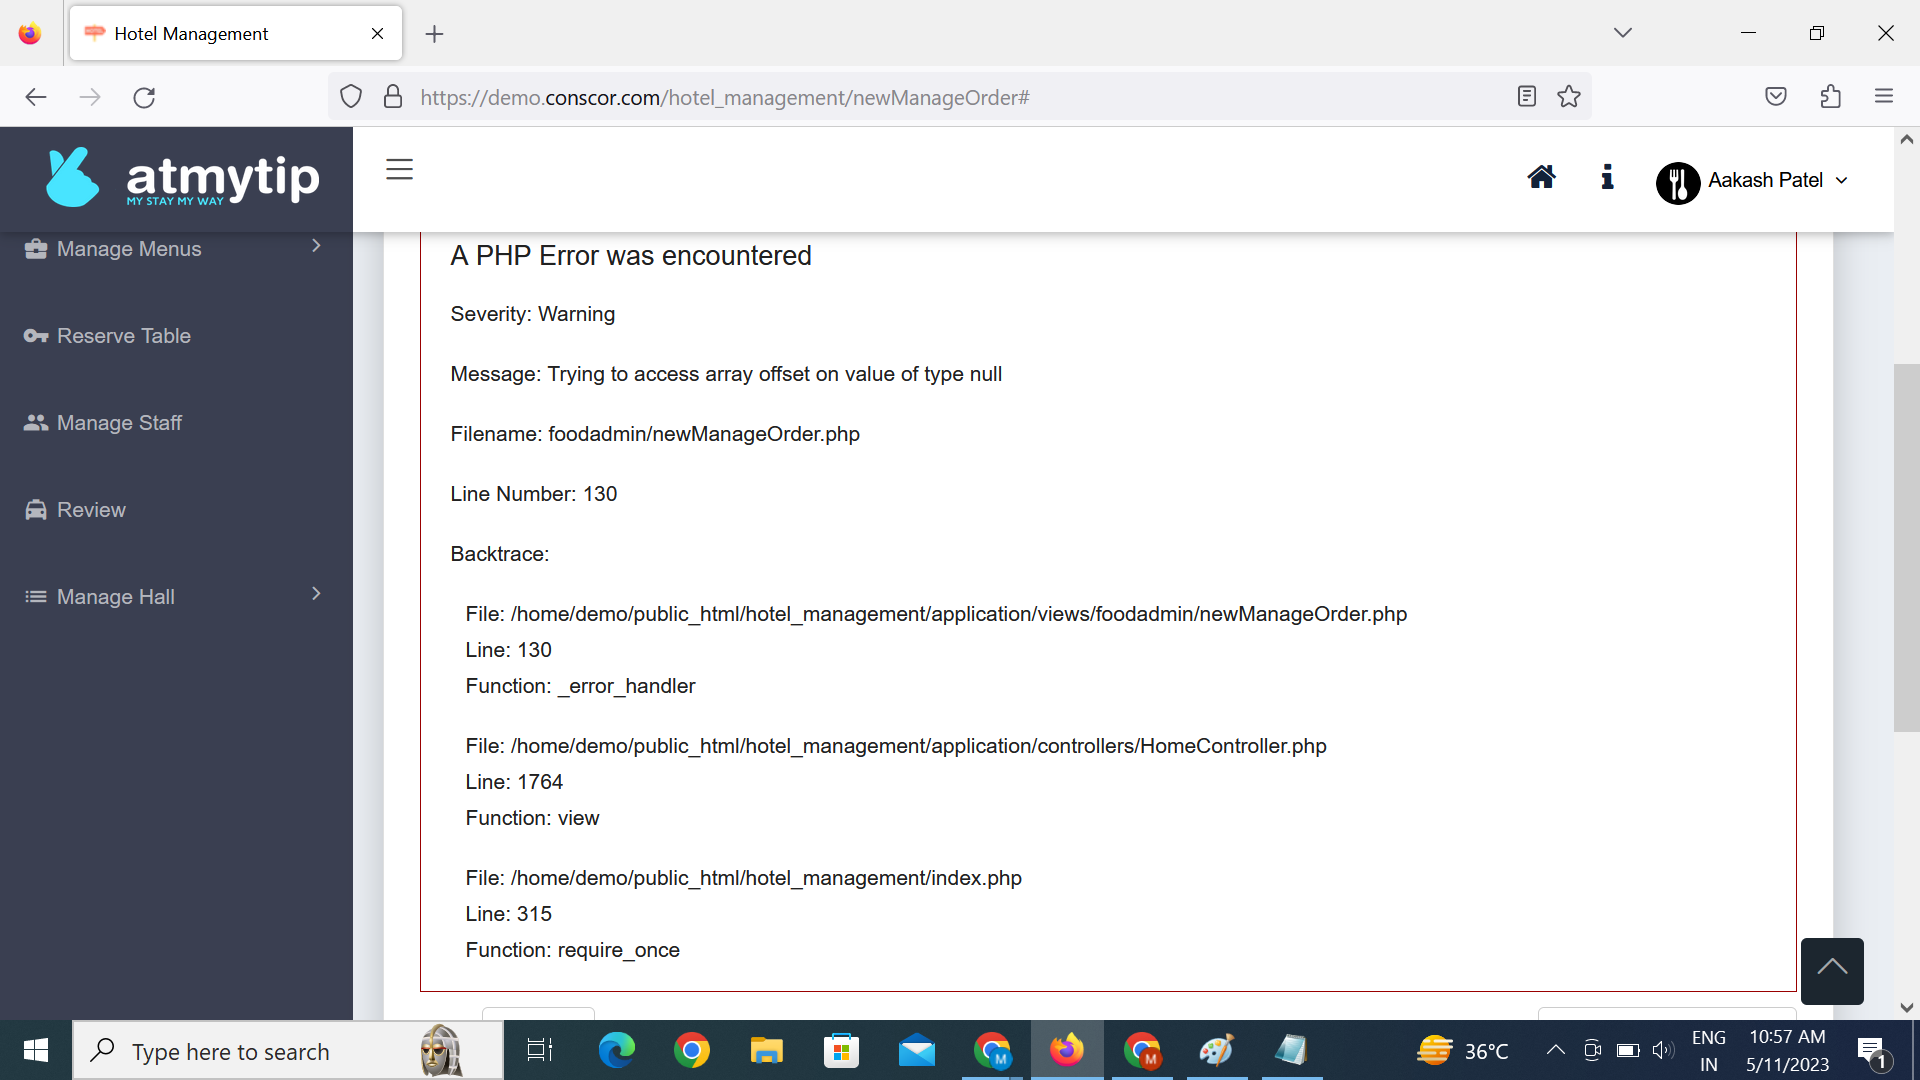 Hotel Management
https://demo.conscor.com/hotel_management/newManageOrder#
atmytip
MY STAY MY WAY
Aakash Patel
Manage Menus
Reserve Table
Manage Staff
Review
Manage Hall
A PHP Error was encountered
Severity: Warning
Message: Trying to access array offset on value of type null
Filename: foodadmin/newManageOrder.php
Line Number: 130
Backtrace:
File: /home/demo/public_html/hotel_management/application/views/foodadmin/newManageOrder.php
Line: 130
Function: _error_handler
File: /home/demo/public_html/hotel_management/application/controllers/HomeController.php
Line: 1764
Function: view
File: /home/demo/public_html/hotel_management/index.php
Line: 315
Function: require_once
Type here to search
M
M
36°C
ENG
IN
10:57 AM
5/11/2023
1